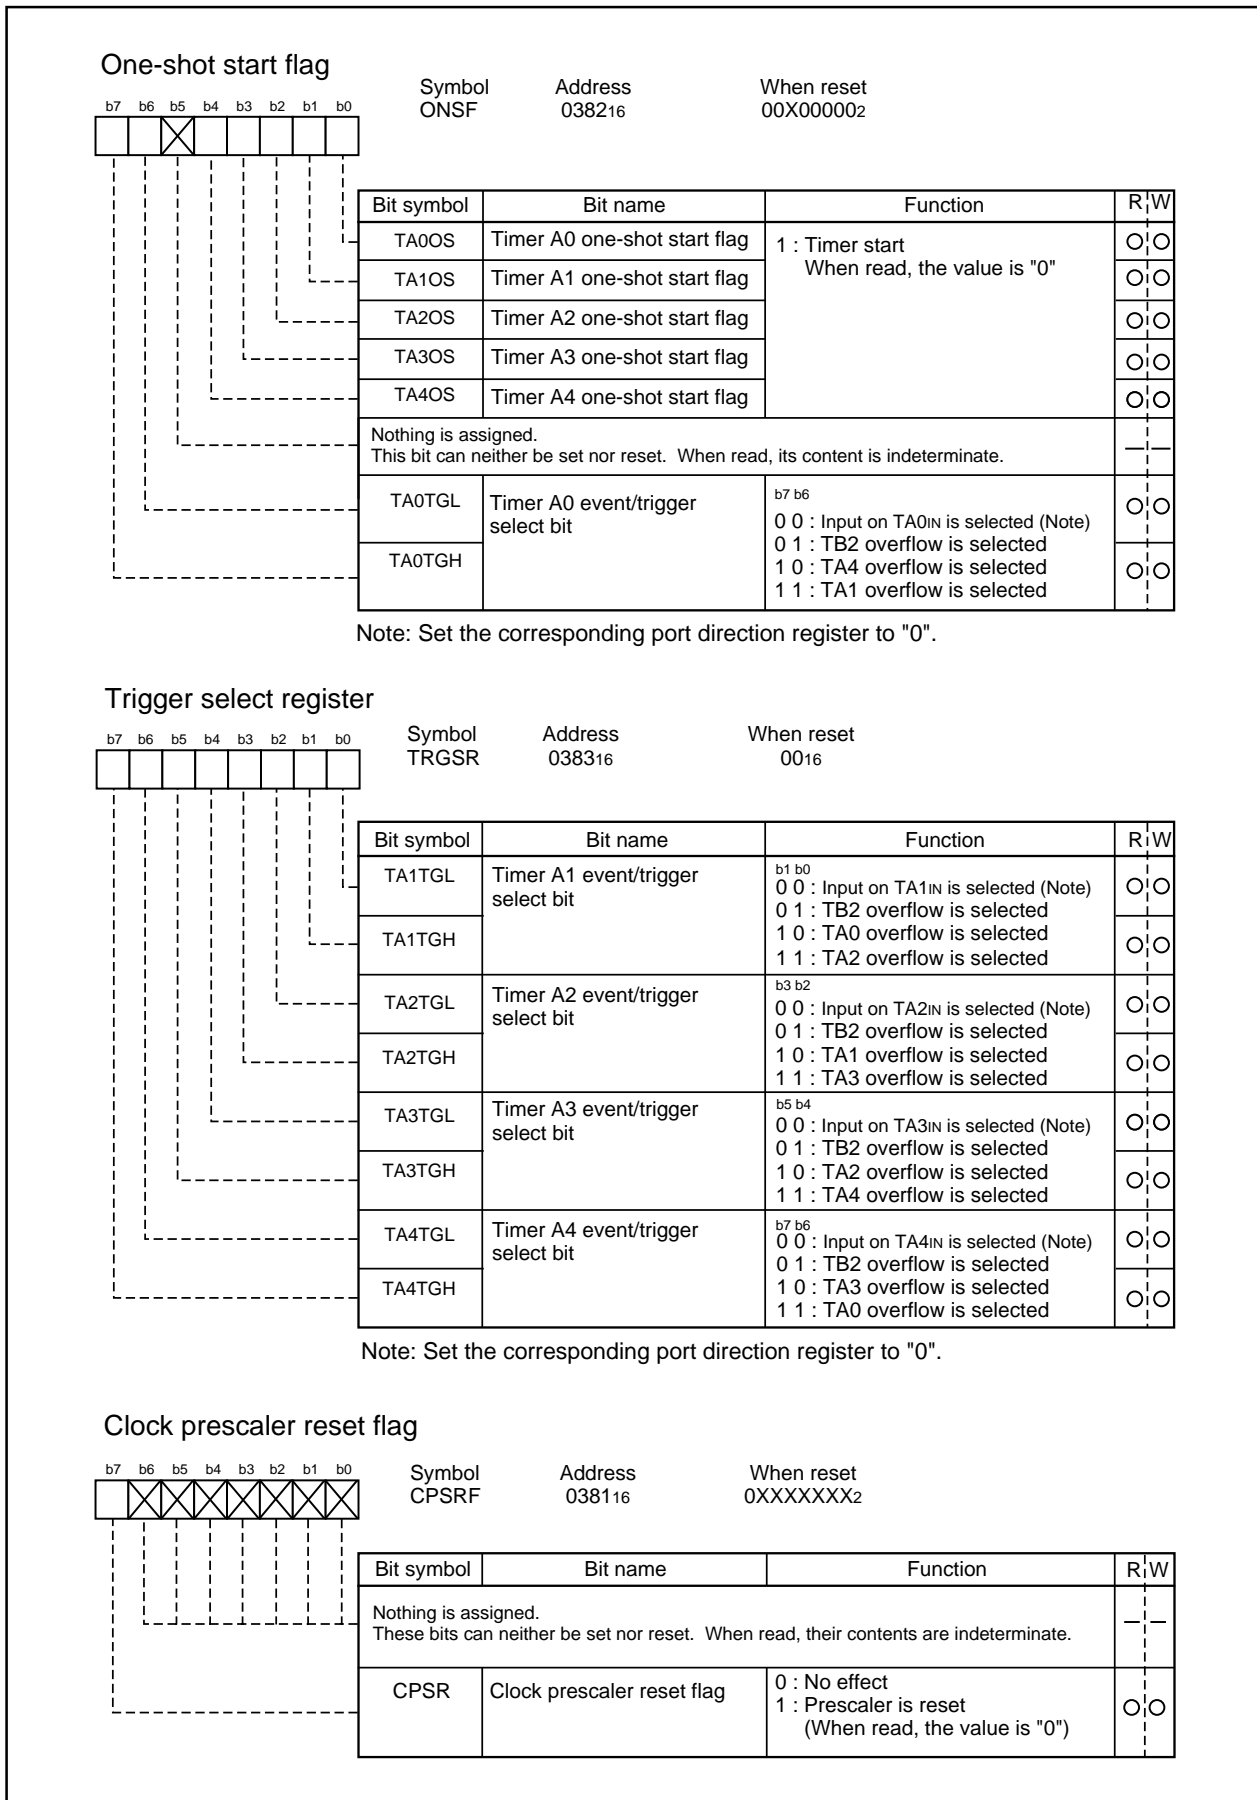 One-shot start flag
Symbol Address When reset
ONSF 038216 00X000002
b7 b6 b5 b4 b3 b2 b1 b0
Bit symbol Bit name Function R W
TA0OS Timer A0 one-shot start flag 1 : Timer start
When read, the value is "0"
TA1OS Timer A1 one-shot start flag
TA2OS Timer A2 one-shot start flag
TA3OS Timer A3 one-shot start flag
TA4OS Timer A4 one-shot start flag
Nothing is assigned.
This bit can neither be set nor reset. When read, its content is indeterminate.
TA0TGL Timer A0 event/trigger
select bit
b7 b6
0 0 : Input on TA0IN is selected (Note)
0 1 : TB2 overflow is selected
TA0TGH
1 0 : TA4 overflow is selected
1 1 : TA1 overflow is selected
Note: Set the corresponding port direction register to "0".
Trigger select register
Symbol Address When reset
TRGSR 038316 0016
b7 b6 b5 b4 b3 b2 b1 b0
Bit symbol Bit name Function R W
TA1TGL Timer A1 event/trigger
select bit
b1 b0
0 0 : Input on TA1IN is selected (Note)
0 1 : TB2 overflow is selected
TA1TGH
1 0 : TA0 overflow is selected
1 1 : TA2 overflow is selected
TA2TGL Timer A2 event/trigger
select bit
b3 b2
0 0 : Input on TA2IN is selected (Note)
0 1 : TB2 overflow is selected
TA2TGH
1 0 : TA1 overflow is selected
1 1 : TA3 overflow is selected
TA3TGL Timer A3 event/trigger
select bit
b5 b4
0 0 : Input on TA3IN is selected (Note)
0 1 : TB2 overflow is selected
TA3TGH
1 0 : TA2 overflow is selected
1 1 : TA4 overflow is selected
TA4TGL Timer A4 event/trigger
select bit
b7 b6
0 0 : Input on TA4IN is selected (Note)
0 1 : TB2 overflow is selected
TA4TGH
1 0 : TA3 overflow is selected
1 1 : TA0 overflow is selected
Note: Set the corresponding port direction register to "0".
Clock prescaler reset flag
Symbol Address When reset
CPSRF 038116 0XXXXXXX2
b7 b6 b5 b4 b3 b2 b1 b0
Bit symbol Bit name Function R W
Nothing is assigned.
These bits can neither be set nor reset. When read, their contents are indeterminate.
CPSR Clock prescaler reset flag
0 : No effect
1 : Prescaler is reset
(When read, the value is "0")